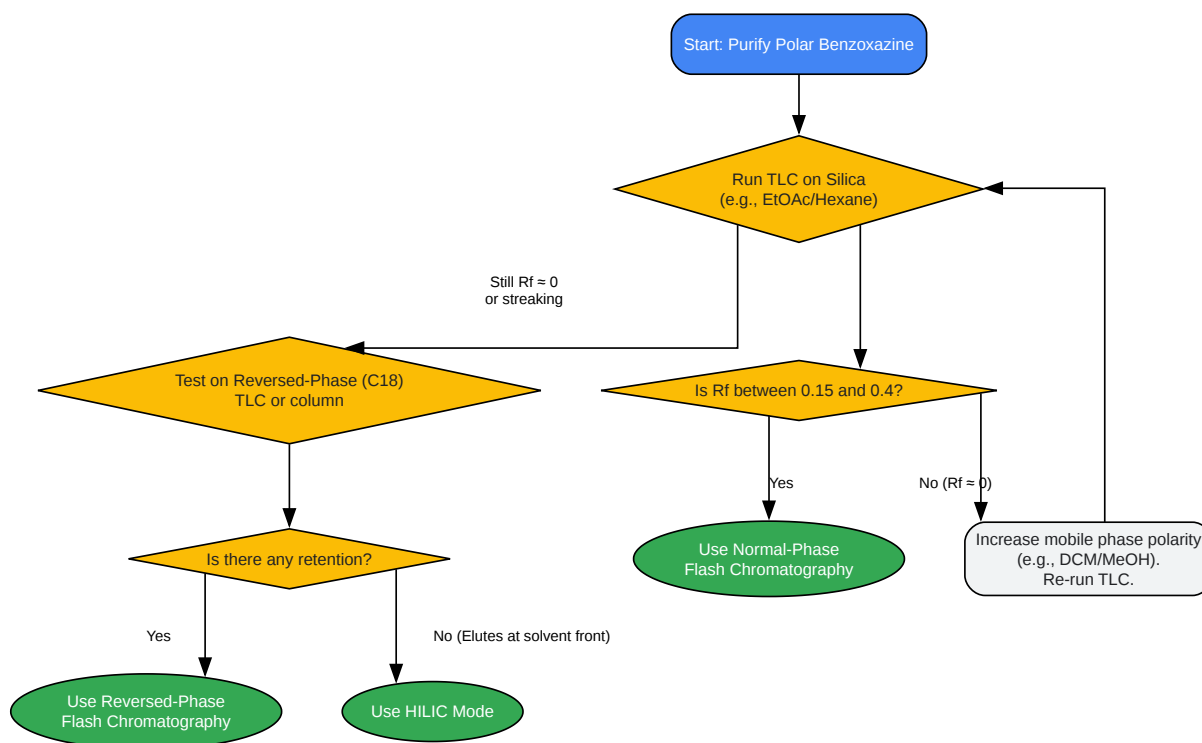 Start: Purify Polar Benzoxazine
Run TLC on Silica
(e.g., EtOAc/Hexane)
Still Rf ≈ 0
or streaking
Test on Reversed-Phase (C18)
TLC or column
Is Rf between 0.15 and 0.4?
Yes
No (Rf ≈ 0)
Use Normal-Phase
Flash Chromatography
Increase mobile phase polarity
(e.g., DCM/MeOH).
Re-run TLC.
Is there any retention?
Yes
No (Elutes at solvent front)
Use Reversed-Phase
Flash Chromatography
Use HILIC Mode